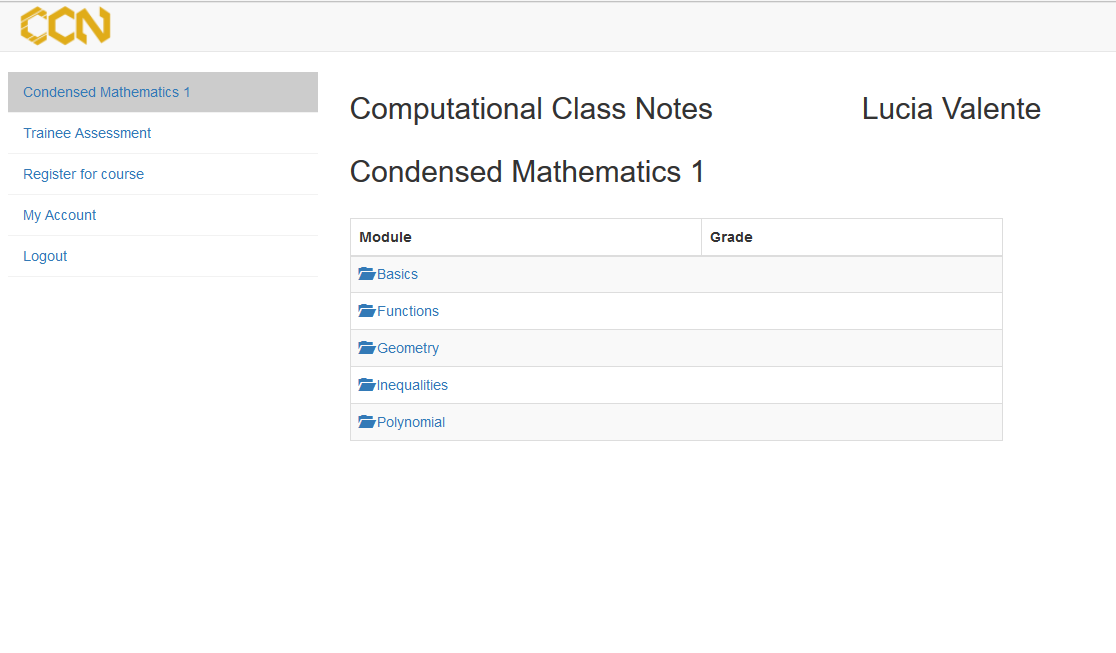 CCN
Condensed Mathematics 1
Trainee Assessment
Register for course
My Account
Logout
Computational Class Notes
Lucia Valente
Condensed Mathematics 1
Module Grade
Basics
Functions
Geometry
Inequalities
Polynomial